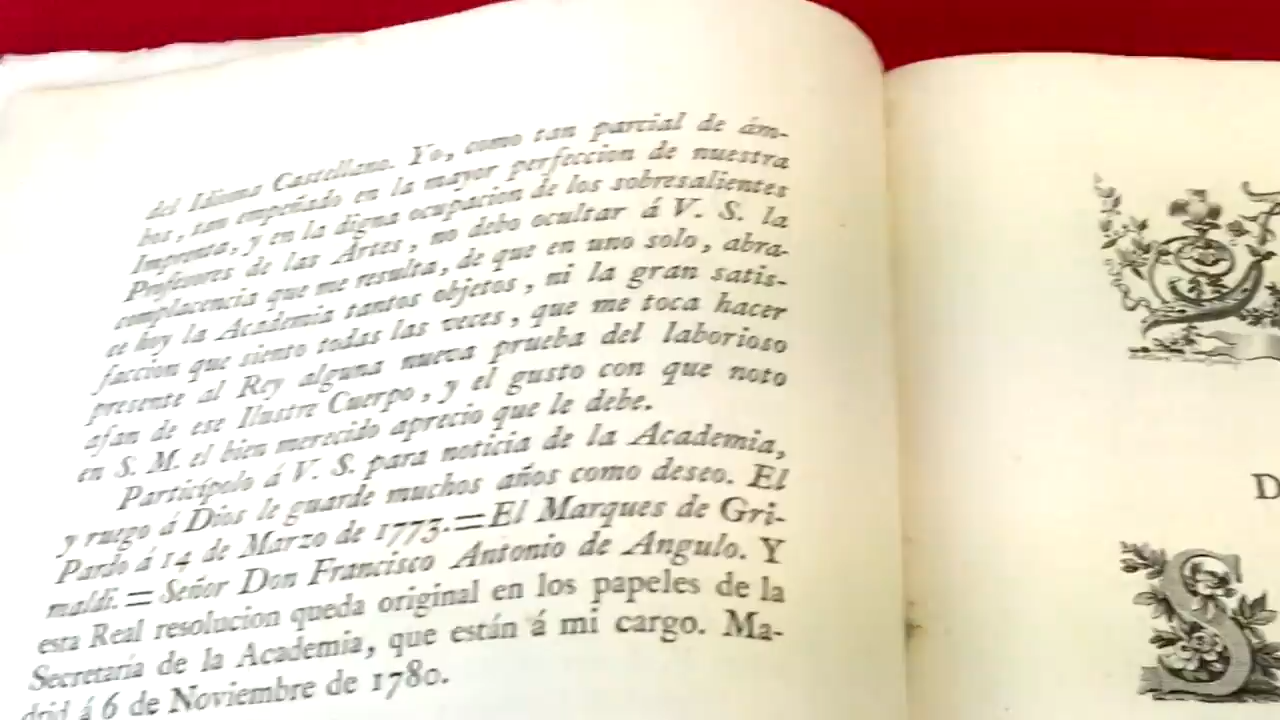 del Idioma Castellano. Yo, como tan parcial de ám-
bos, tan empeñado en la mayor perfeccion de nuestra
Imprenta, y en la digna ocupacion de los sobresalientes
Profesores de las Artes, no debo ocultar á V. S. la
complacencia que me resulta, de que en uno solo, abra-
ce hoy la Academia tantos objetos, ni la gran satis-
faccion que siento todas las veces, que me toca hacer
presente al Rey alguna nueva prueba del laborioso
afan de ese Ilustre Cuerpo, y el gusto con que noto
en S. M. el bien merecido aprecio que le debe.
Particípolo á V. S. para noticia de la Academia,
y ruego á Dios le guarde muchos años como deseo. El
Pardo á 14 de Marzo de 1773.=El Marques de Gri-
maldi.=Señor Don Francisco Antonio de Angulo. Y
esta Real resolucion queda original en los papeles de la
Secretaría de la Academia, que están á mi cargo. Ma-
drid á 6 de Noviembre de 1780.
D
S